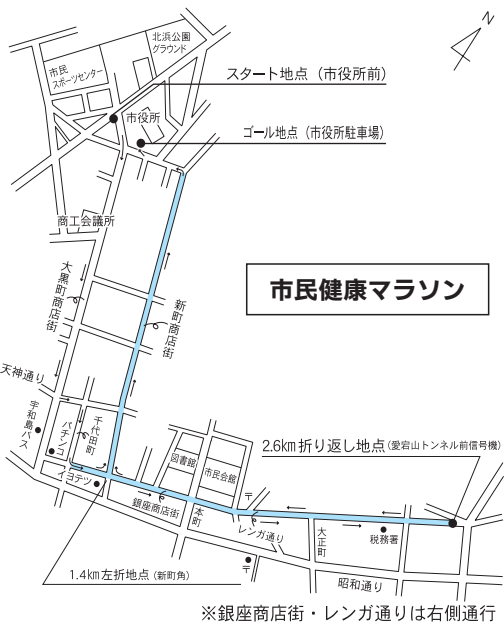 N
北浜公園
グラウンド
市民
スポーツセンター
スタート地点（市役所前）
市役所
ゴール地点（市役所駐車場）
商工会議所
市民健康マラソン
大黒町商店街
新町商店街
天神通り
宇和島バス
パチンコ
千代田町
イヨテツ
図書館
市民会館
2.6km折り返し地点（愛宕山トンネル前信号機）
〒
銀座商店街
本町
レンガ通り
大正町
税務署
〒
1.4km左折地点（新町角）
昭和通り
※銀座商店街・レンガ通りは右側通行